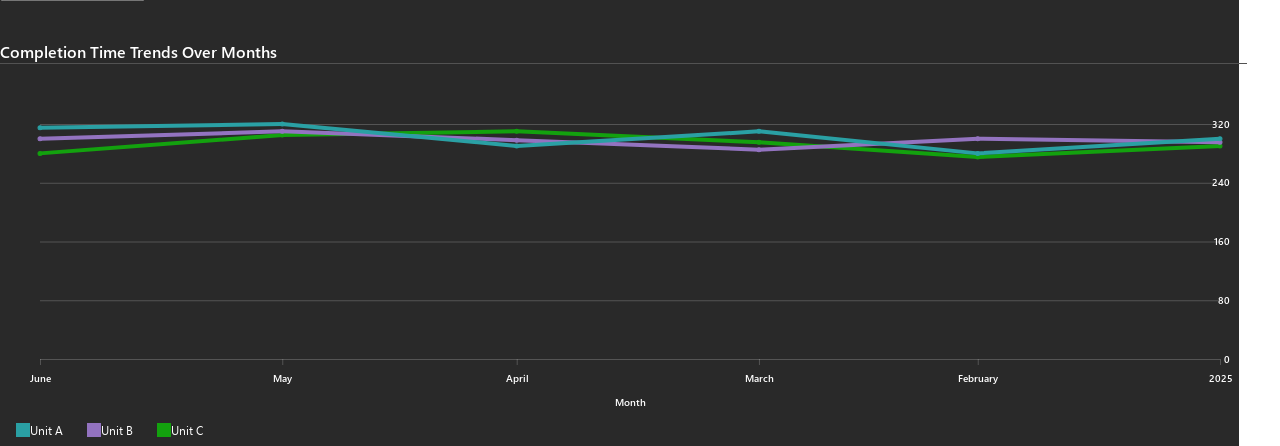 Completion Time Trends Over Months
320
240
160
80
0
June May April March February 2025
Month
Unit A Unit B Unit C